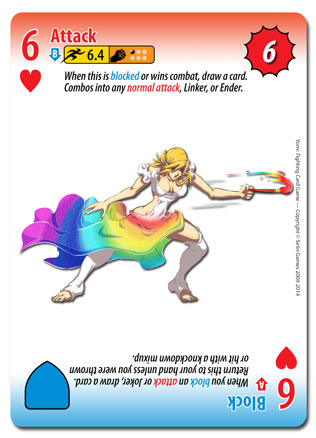 6 Attack
B 6.4
6
When this is blocked or wins combat, draw a card.
Combos into any normal attack, Linker, or Ender.
Yomi: Fighting Card Game — Copyright © Sirlin Games 2004-2014
6 Block
A
When you block an attack or Joker, draw a card.
Return this to your hand unless you were thrown
or hit with a knockdown mixup.